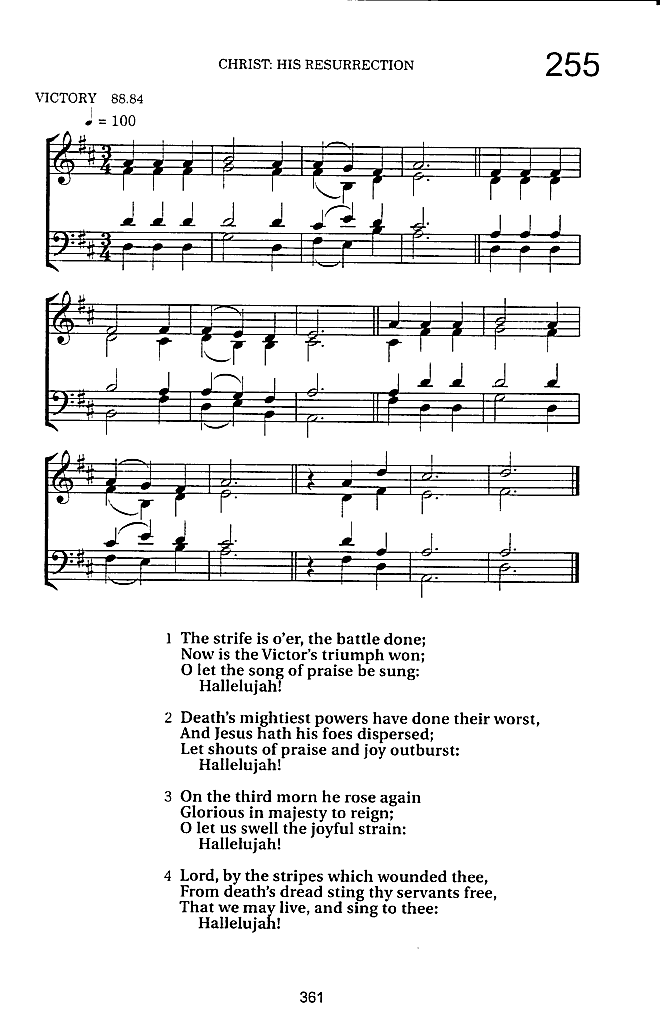 CHRIST: HIS RESURRECTION
255
VICTORY 88.84
♩ = 100
1 The strife is o'er, the battle done;
Now is the Victor's triumph won;
O let the song of praise be sung:
Hallelujah!
2 Death's mightiest powers have done their worst,
And Jesus hath his foes dispersed;
Let shouts of praise and joy outburst:
Hallelujah!
3 On the third morn he rose again
Glorious in majesty to reign;
O let us swell the joyful strain:
Hallelujah!
4 Lord, by the stripes which wounded thee,
From death's dread sting thy servants free,
That we may live, and sing to thee:
Hallelujah!
361